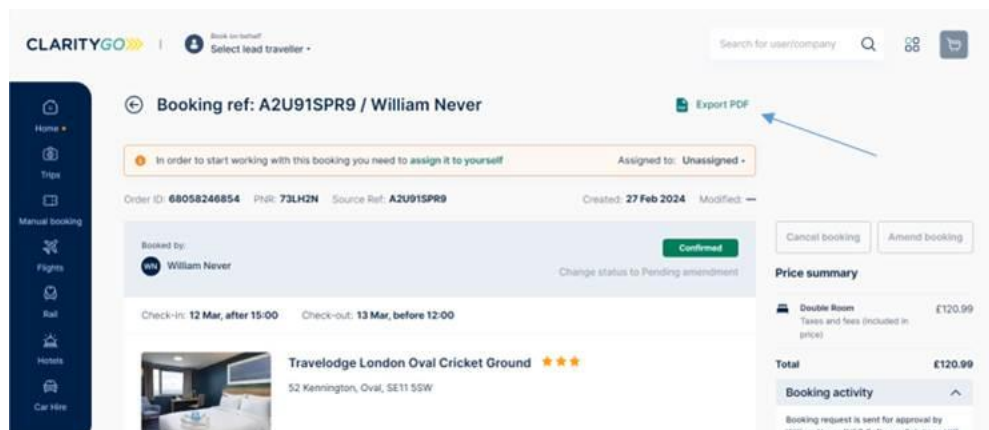 CLARITYGO
Book on behalf
Select lead traveller
Search for user/company
Home
Trips
Manual booking
Flights
Rail
Hotels
Car Hire
Booking ref: A2U91SPR9 / William Never
Export PDF
In order to start working with this booking you need to assign it to yourself
Assigned to: Unassigned
Order ID: 68058246854 PNR: 73LH2N Source Ref: A2U91SPR9
Created: 27 Feb 2024 Modified: —
Booked by:
WN William Never
Confirmed
Change status to Pending amendment
Check-in: 12 Mar, after 15:00 Check-out: 13 Mar, before 12:00
Travelodge London Oval Cricket Ground
52 Kennington, Oval, SE11 5SW
Cancel booking Amend booking
Price summary
Double Room £120.99
Taxes and fees (included in
price)
Total £120.99
Booking activity
Booking request is sent for approval by